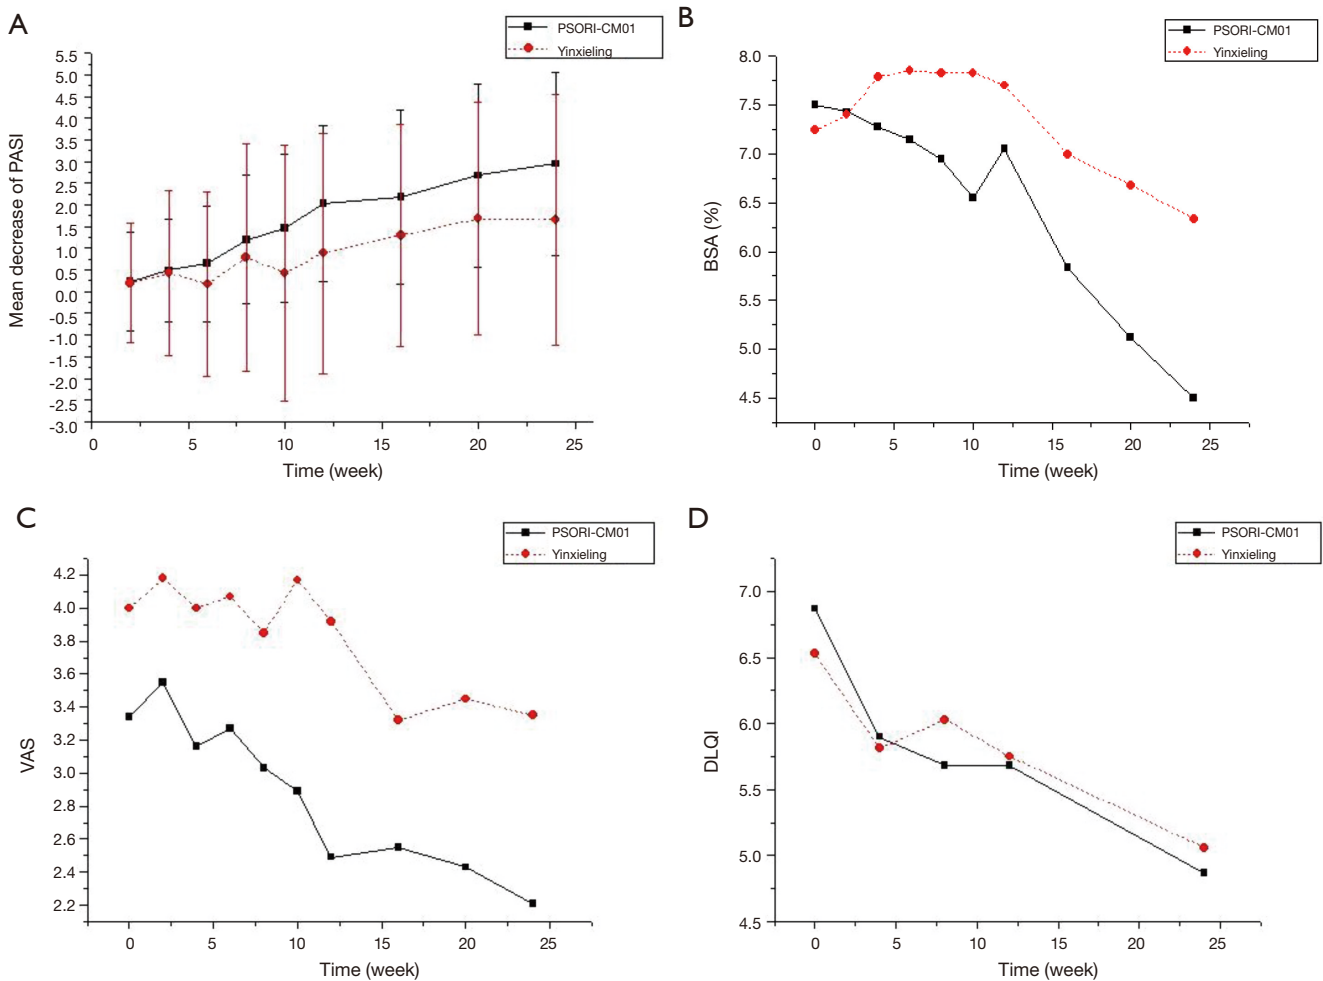 A
PSORI-CM01
Yinxieling
Mean decrease of PASI
5.5
5.0
4.5
4.0
3.5
3.0
2.5
2.0
1.5
1.0
0.5
0.0
-0.5
-1.0
-1.5
-2.0
-2.5
-3.0
0 5 10 15 20 25
Time (week)
B
PSORI-CM01
Yinxieling
BSA (%)
8.0
7.5
7.0
6.5
6.0
5.5
5.0
4.5
0 5 10 15 20 25
Time (week)
C
PSORI-CM01
Yinxieling
VAS
4.2
4.0
3.8
3.6
3.4
3.2
3.0
2.8
2.6
2.4
2.2
0 5 10 15 20 25
Time (week)
D
PSORI-CM01
Yinxieling
DLQI
7.0
6.5
6.0
5.5
5.0
4.5
0 5 10 15 20 25
Time (week)